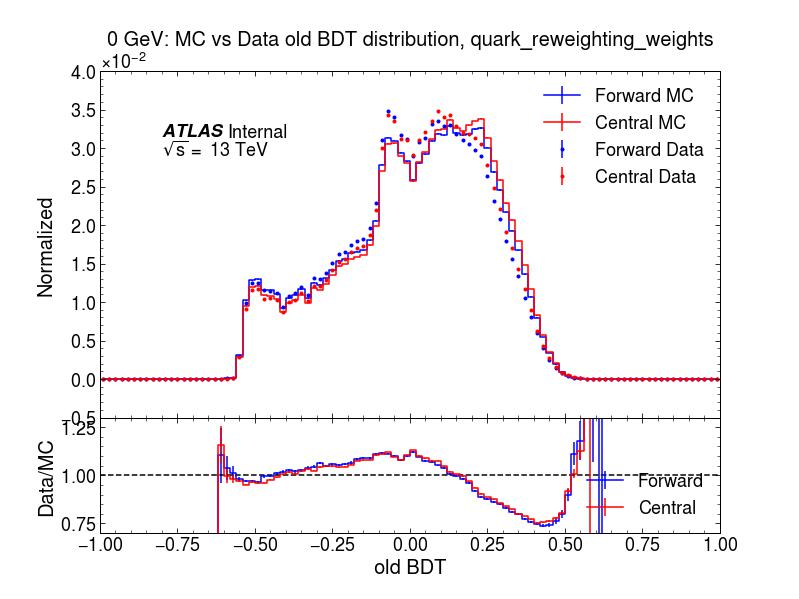 0 GeV: MC vs Data old BDT distribution, quark_reweighting_weights
×10⁻²
4.0
3.5
3.0
2.5
2.0
1.5
1.0
0.5
0.0
−0.5
Normalized
ATLAS Internal
√s = 13 TeV
Forward MC
Central MC
Forward Data
Central Data
1.25
1.00
0.75
Data/MC
Forward
Central
−1.00 −0.75 −0.50 −0.25 0.00 0.25 0.50 0.75 1.00
old BDT